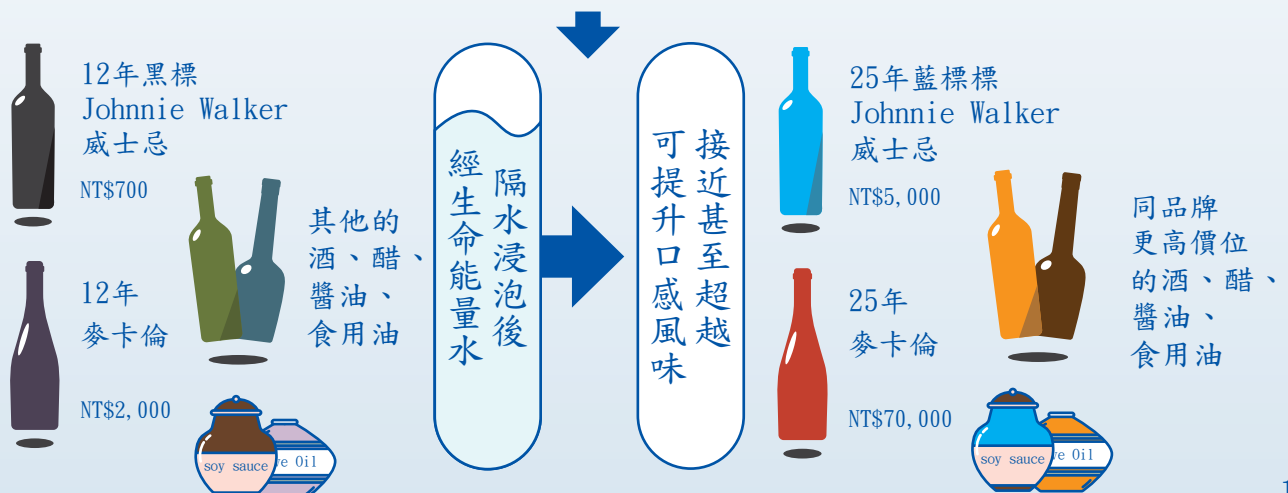 12年黑標
Johnnie Walker
威士忌
NT$700
其他的
酒、醋、
醬油、
食用油
12年
麥卡倫
NT$2,000
soy sauce
ve Oil
隔水浸泡後
經生命能量水
接近甚至超越
可提升口感風味
25年藍標標
Johnnie Walker
威士忌
NT$5,000
同品牌
更高價位
的酒、醋、
醬油、
食用油
25年
麥卡倫
NT$70,000
soy sauce
ve Oil